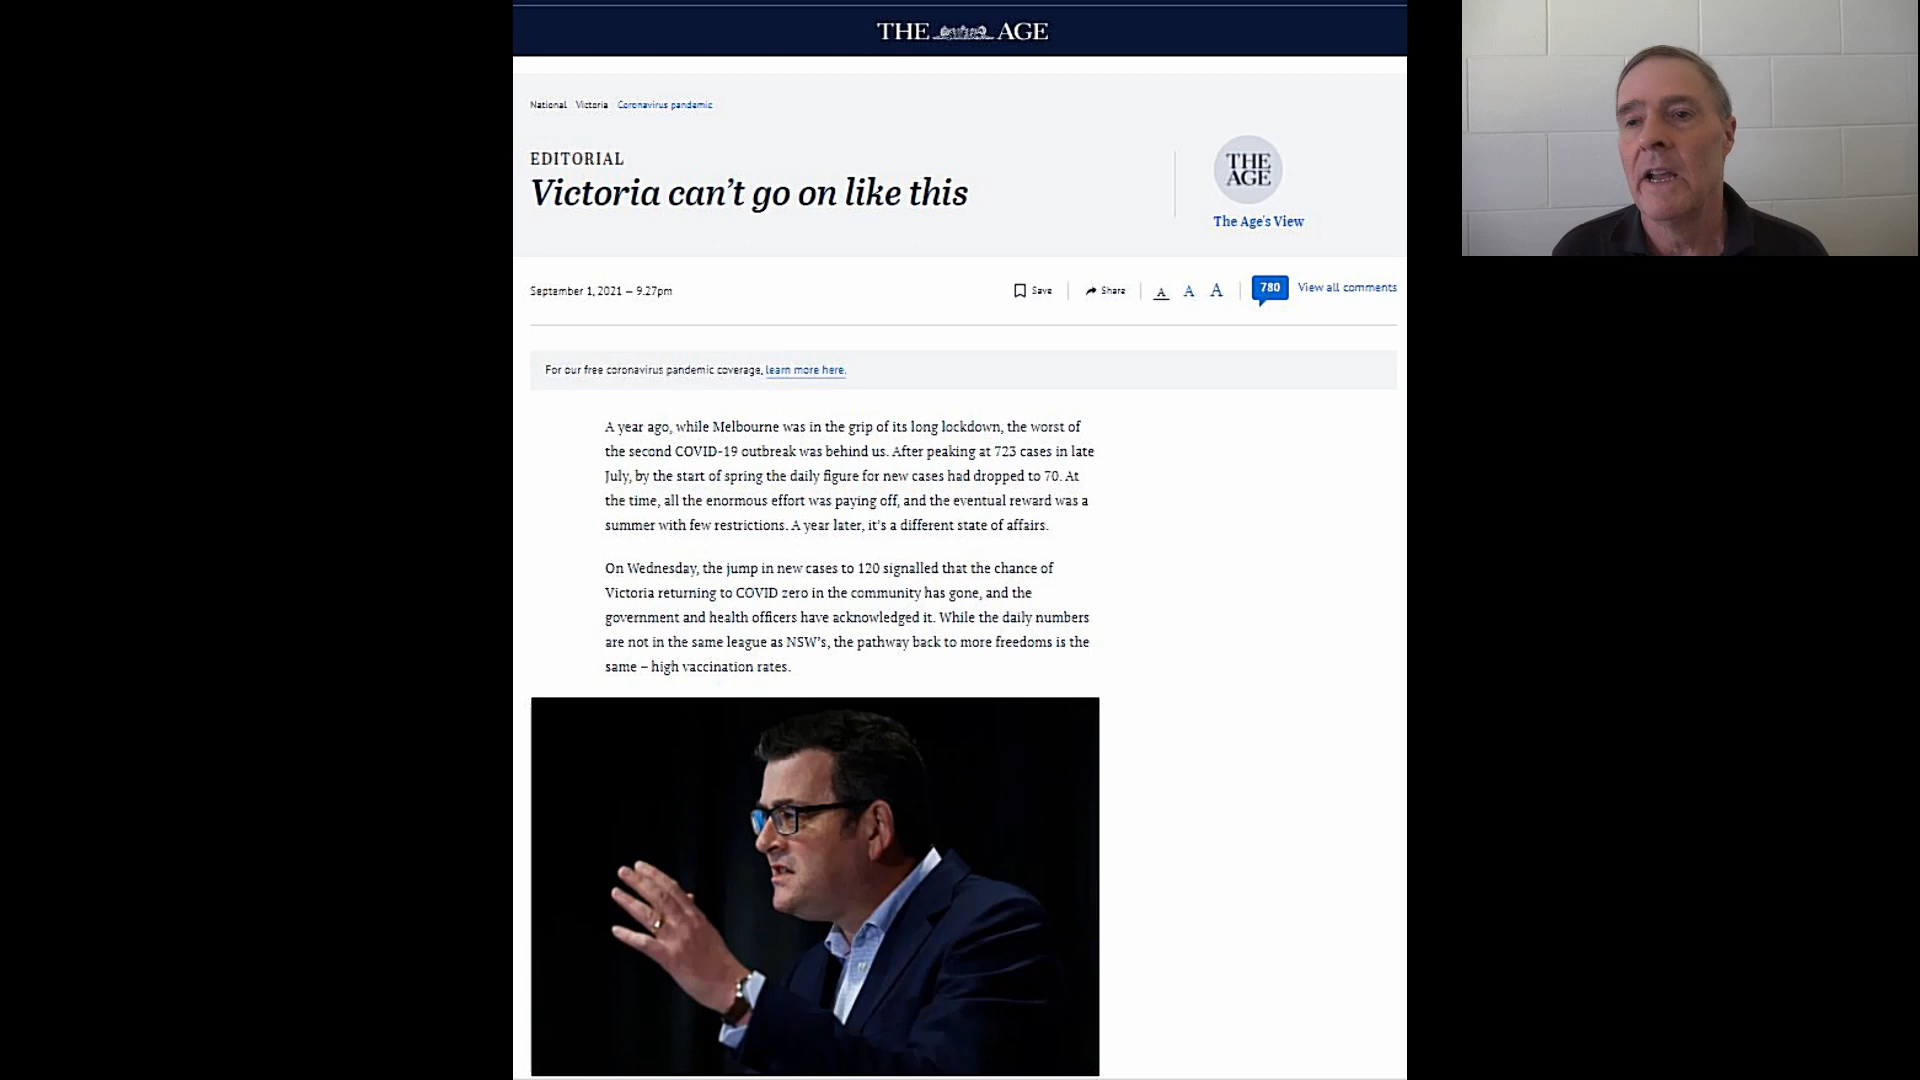 THE AGE
National Victoria Coronavirus pandemic
EDITORIAL
Victoria can't go on like this
THE
AGE
The Age's View
September 1, 2021 — 9.27pm
Save
Share
A A A
780
View all comments
For our free coronavirus pandemic coverage, learn more here.
A year ago, while Melbourne was in the grip of its long lockdown, the worst of
the second COVID-19 outbreak was behind us. After peaking at 723 cases in late
July, by the start of spring the daily figure for new cases had dropped to 70. At
the time, all the enormous effort was paying off, and the eventual reward was a
summer with few restrictions. A year later, it's a different state of affairs.
On Wednesday, the jump in new cases to 120 signalled that the chance of
Victoria returning to COVID zero in the community has gone, and the
government and health officers have acknowledged it. While the daily numbers
are not in the same league as NSW's, the pathway back to more freedoms is the
same – high vaccination rates.